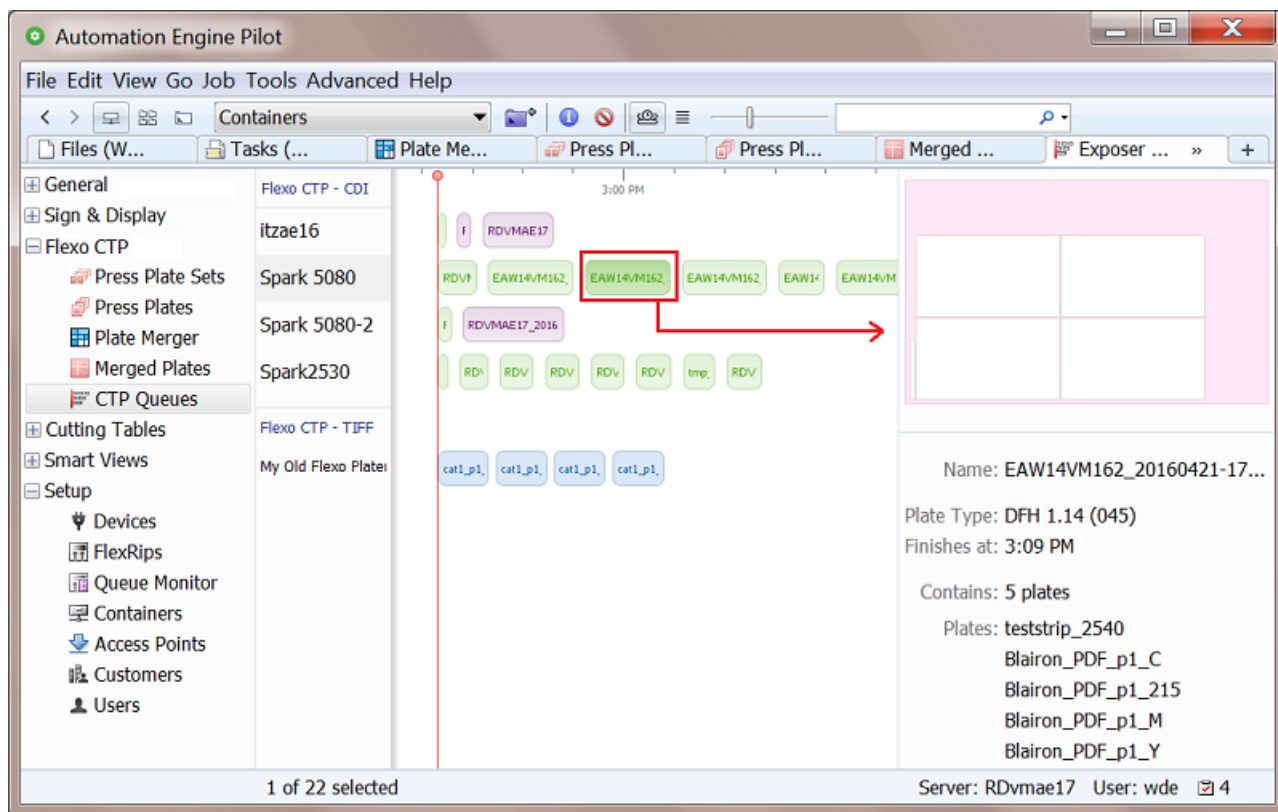 Automation Engine Pilot
File Edit View Go Job Tools Advanced Help
Containers
Files (W... Tasks (... Plate Me... Press Pl... Press Pl... Merged ... Exposer ... » +
General
Sign & Display
Flexo CTP
Press Plate Sets
Press Plates
Plate Merger
Merged Plates
CTP Queues
Cutting Tables
Smart Views
Setup
Devices
FlexRips
Queue Monitor
Containers
Access Points
Customers
Users
Flexo CTP - CDI
3:00 PM
itzae16 F RDVMAE17
Spark 5080 EAW14VM162_ EAW14VM162_ EAW14VM162_ EAW14 EAW14VM
Spark 5080-2 F RDVMAE17_2016
Spark2530 RDV RDV RDV RDV RDV tmp_ RDV
Flexo CTP - TIFF
My Old Flexo Plate cat1_p1_ cat1_p1_ cat1_p1_ cat1_p1_
Name: EAW14VM162_20160421-17...
Plate Type: DFH 1.14 (045)
Finishes at: 3:09 PM
Contains: 5 plates
Plates: teststrip_2540
Blairon_PDF_p1_C
Blairon_PDF_p1_215
Blairon_PDF_p1_M
Blairon_PDF_p1_Y
1 of 22 selected
Server: RDvmae17 User: wde 4